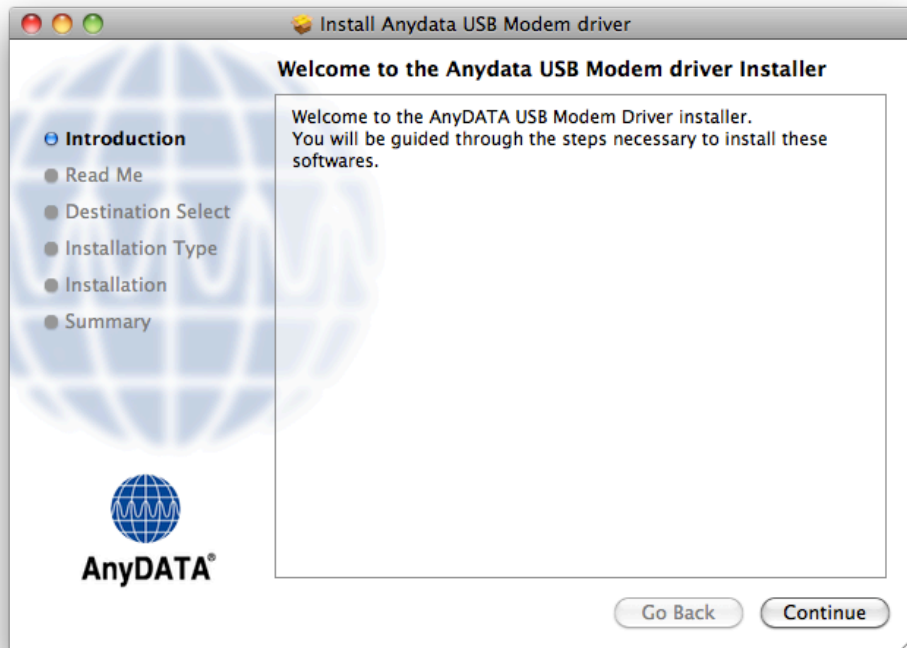 Install Anydata USB Modem driver
Welcome to the Anydata USB Modem driver Installer
Introduction
Read Me
Destination Select
Installation Type
Installation
Summary
Welcome to the AnyDATA USB Modem Driver installer.
You will be guided through the steps necessary to install these
softwares.
AnyDATA®
Go Back
Continue